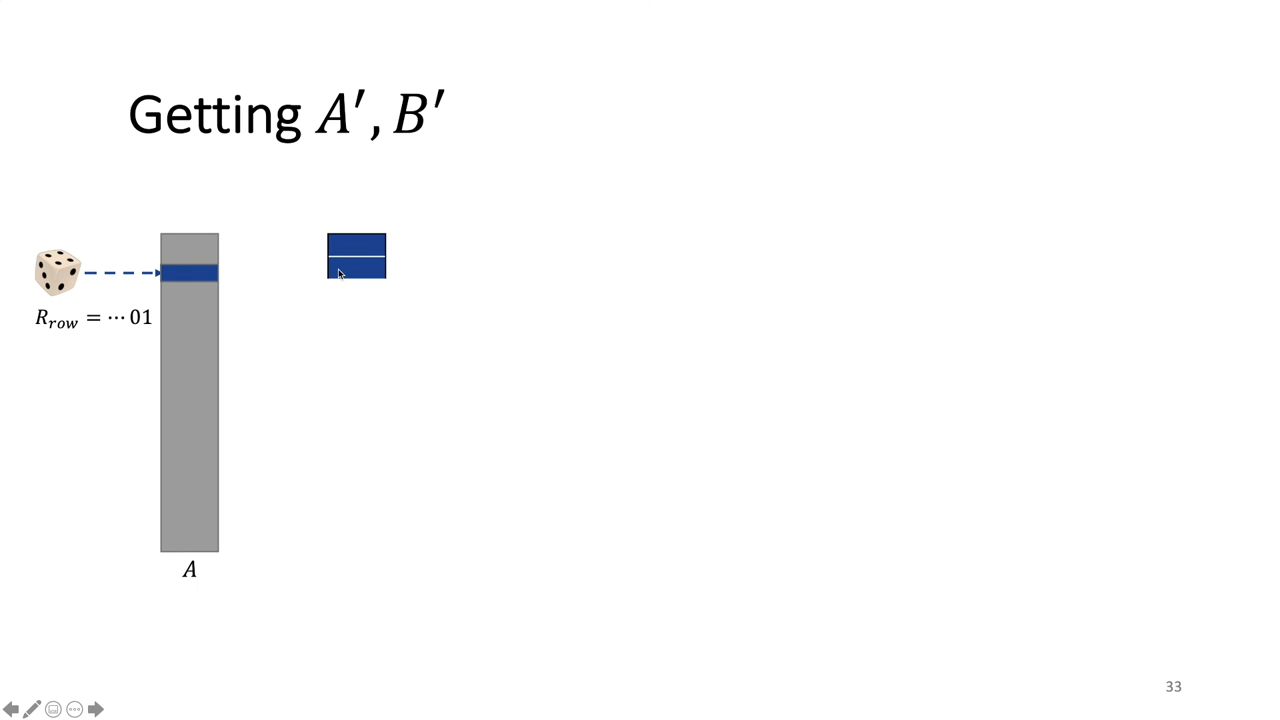 Getting A′, B′
R_row = ⋯ 01
A
33